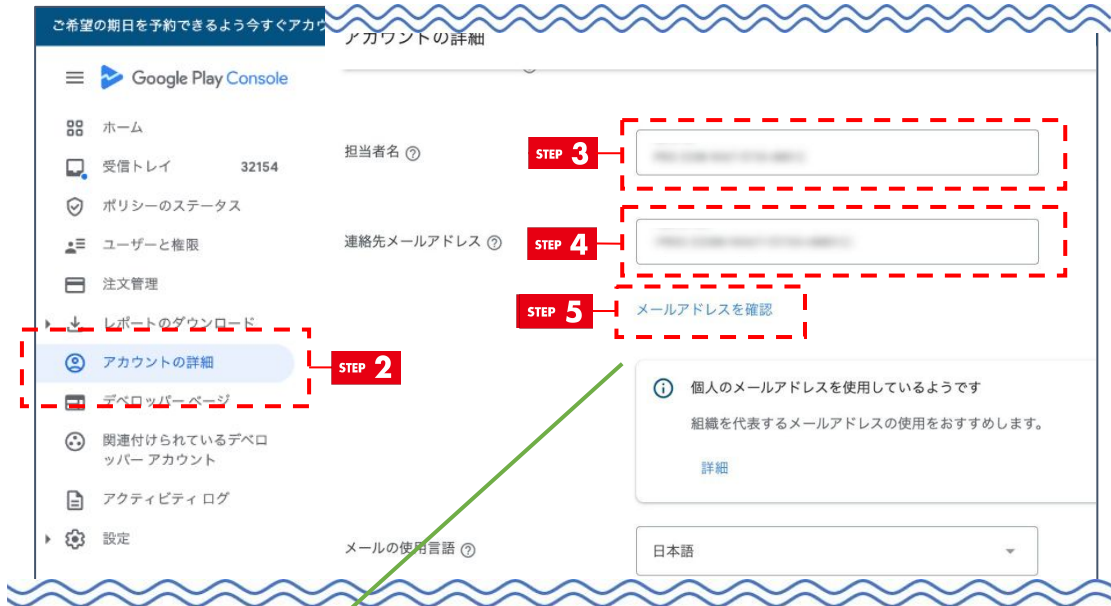 ご希望の期日を予約できるよう今すぐアカウ
Google Play Console
ホーム
受信トレイ 32154
ポリシーのステータス
ユーザーと権限
注文管理
レポートのダウンロード
アカウントの詳細
STEP 2
デベロッパー ページ
関連付けられているデベロ
ッパー アカウント
アクティビティ ログ
設定
アカウントの詳細
担当者名
STEP 3
連絡先メールアドレス
STEP 4
STEP 5
メールアドレスを確認
個人のメールアドレスを使用しているようです
組織を代表するメールアドレスの使用をおすすめします。
詳細
メールの使用言語
日本語